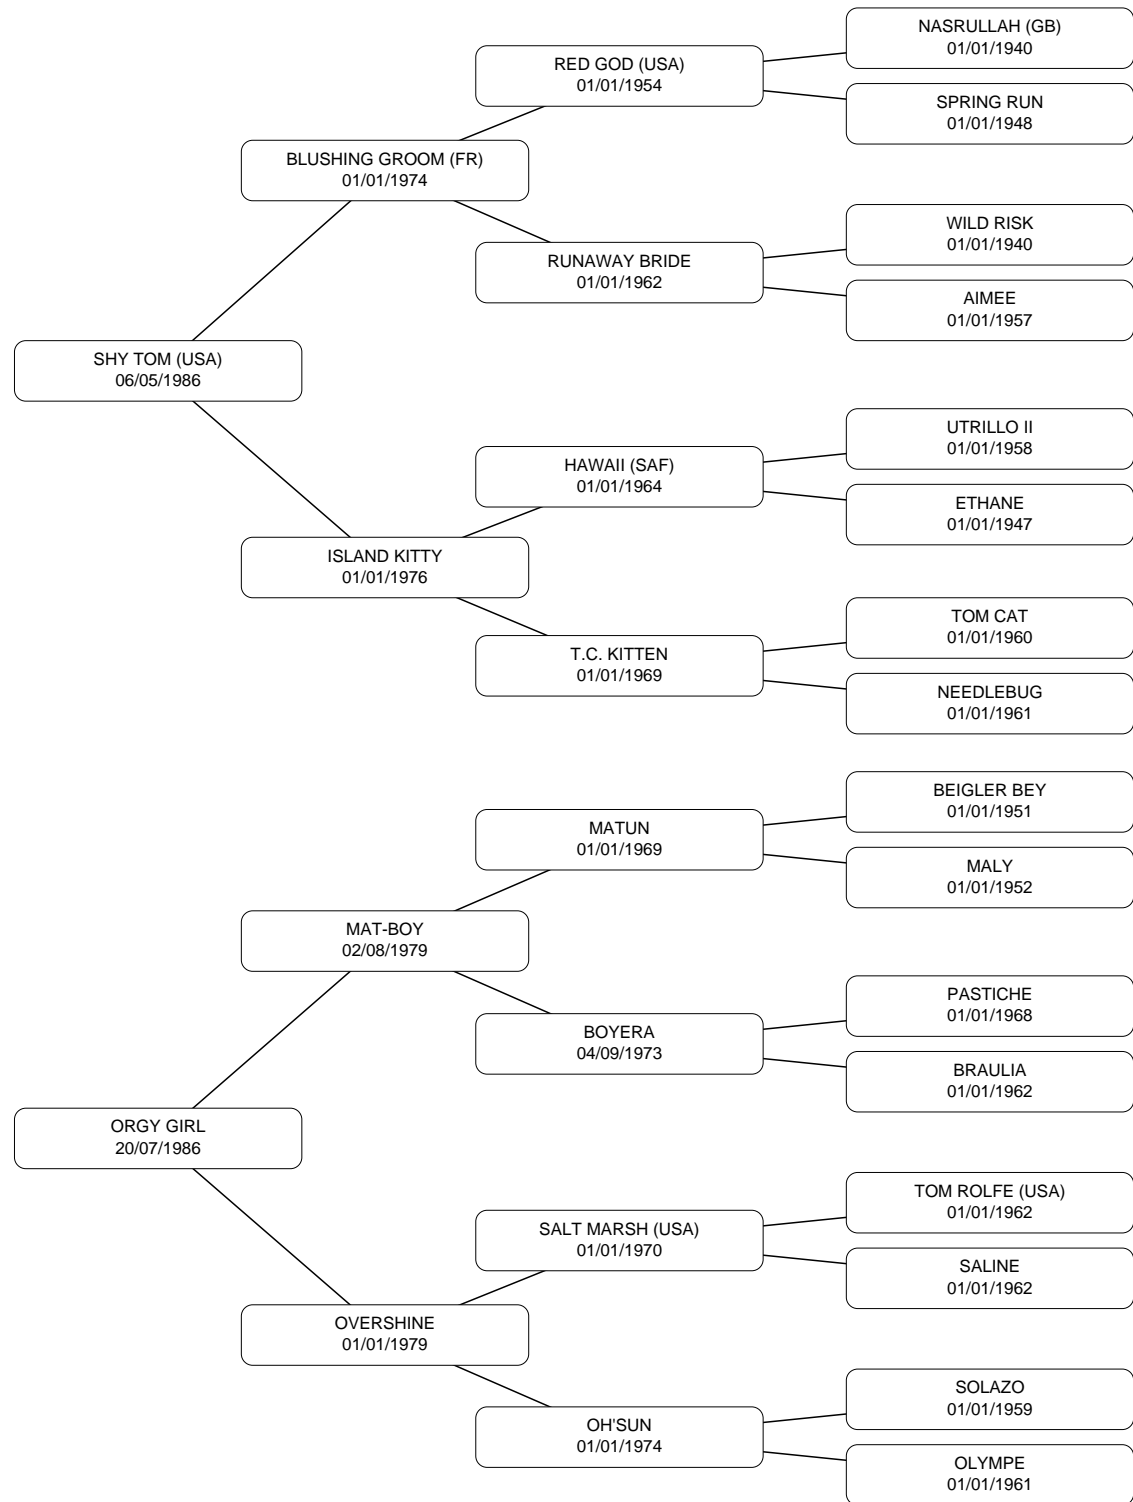 NASRULLAH (GB)
01/01/1940
RED GOD (USA)
01/01/1954
SPRING RUN
01/01/1948
BLUSHING GROOM (FR)
01/01/1974
WILD RISK
01/01/1940
RUNAWAY BRIDE
01/01/1962
AIMEE
01/01/1957
SHY TOM (USA)
06/05/1986
UTRILLO II
01/01/1958
HAWAII (SAF)
01/01/1964
ETHANE
01/01/1947
ISLAND KITTY
01/01/1976
TOM CAT
01/01/1960
T.C. KITTEN
01/01/1969
NEEDLEBUG
01/01/1961
BEIGLER BEY
01/01/1951
MATUN
01/01/1969
MALY
01/01/1952
MAT-BOY
02/08/1979
PASTICHE
01/01/1968
BOYERA
04/09/1973
BRAULIA
01/01/1962
ORGY GIRL
20/07/1986
TOM ROLFE (USA)
01/01/1962
SALT MARSH (USA)
01/01/1970
SALINE
01/01/1962
OVERSHINE
01/01/1979
SOLAZO
01/01/1959
OH'SUN
01/01/1974
OLYMPE
01/01/1961